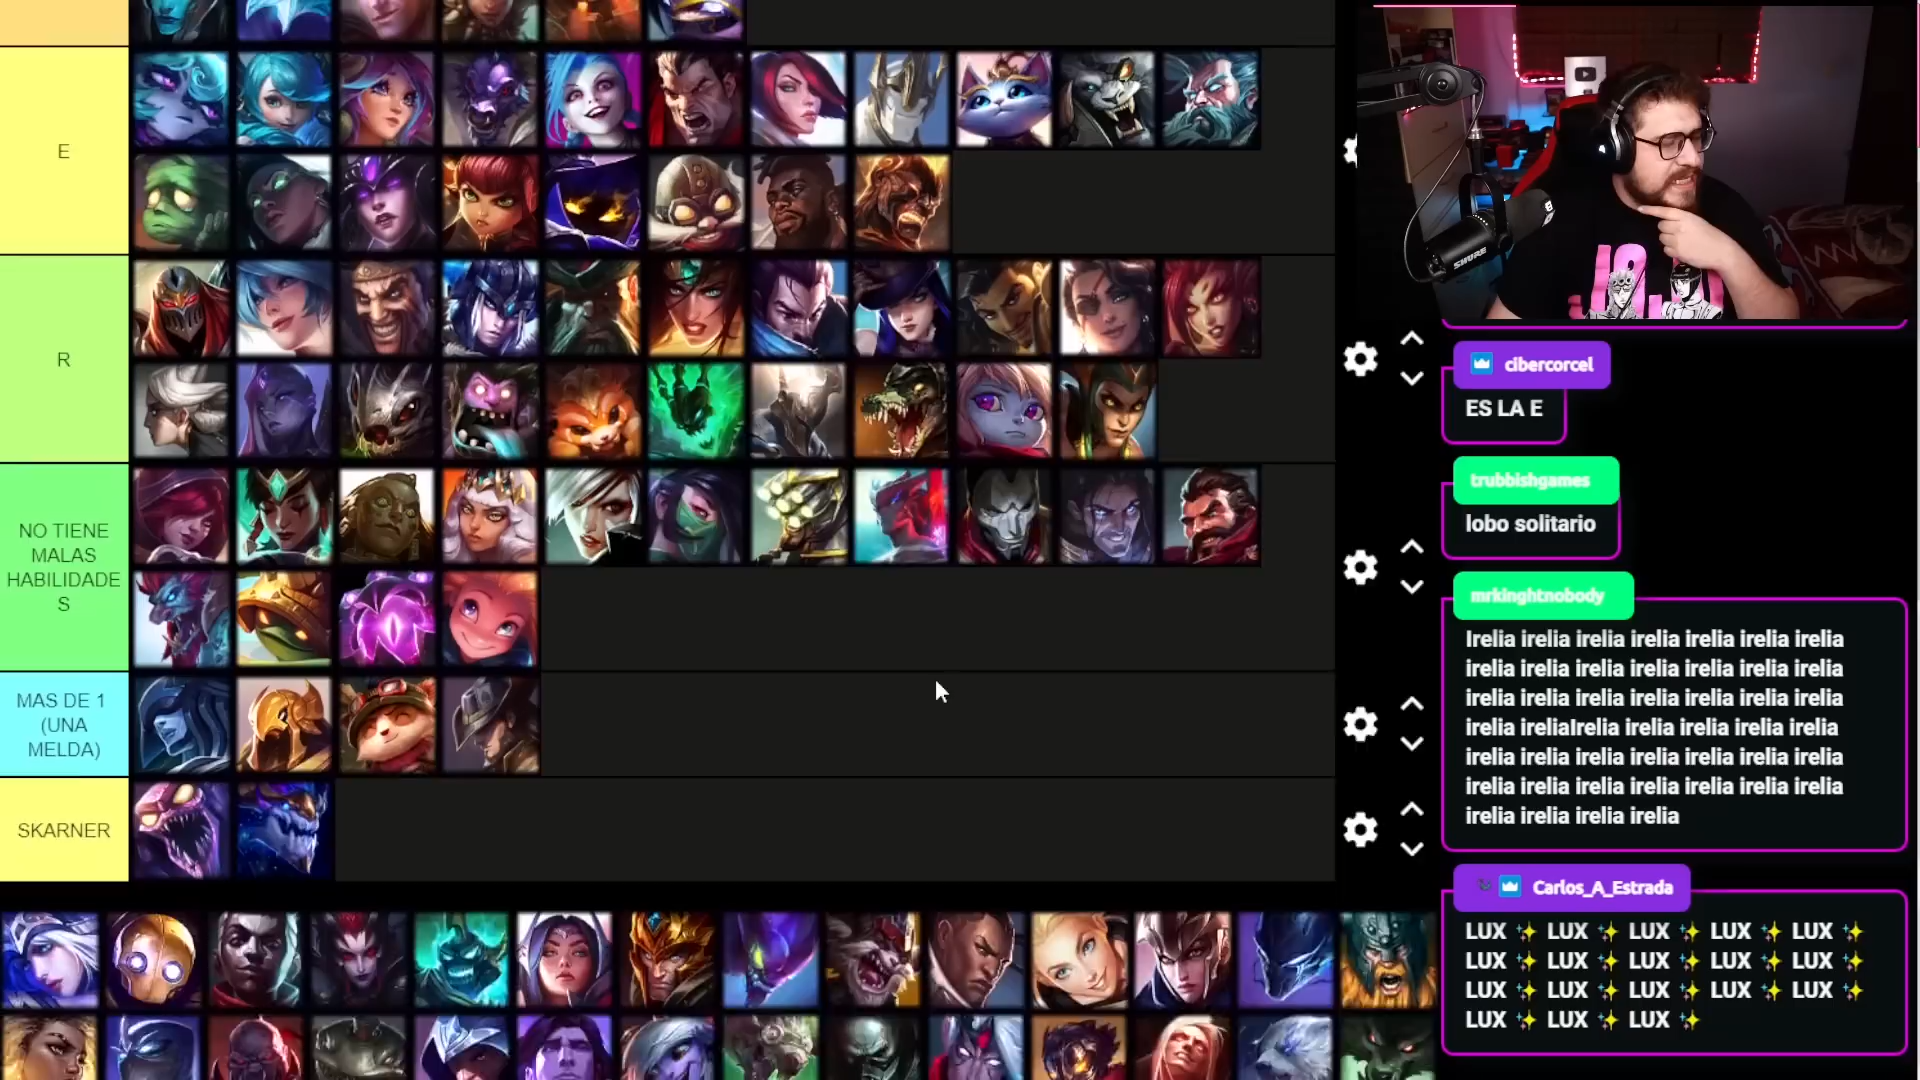 E
R
NO TIENE
MALAS
HABILIDADE
S
MAS DE 1
(UNA
MELDA)
SKARNER
SHURE
cibercorcel
ES LA E
trubbishgames
lobo solitario
mrkinghtnobody
Irelia irelia irelia irelia irelia irelia irelia
irelia irelia irelia irelia irelia irelia irelia
irelia irelia irelia irelia irelia irelia irelia
irelia ireliaIrelia irelia irelia irelia irelia
irelia irelia irelia irelia irelia irelia irelia
irelia irelia irelia irelia irelia irelia irelia
irelia irelia irelia irelia
Carlos_A_Estrada
LUX ✨ LUX ✨ LUX ✨ LUX ✨ LUX ✨
LUX ✨ LUX ✨ LUX ✨ LUX ✨ LUX ✨
LUX ✨ LUX ✨ LUX ✨ LUX ✨ LUX ✨
LUX ✨ LUX ✨ LUX ✨